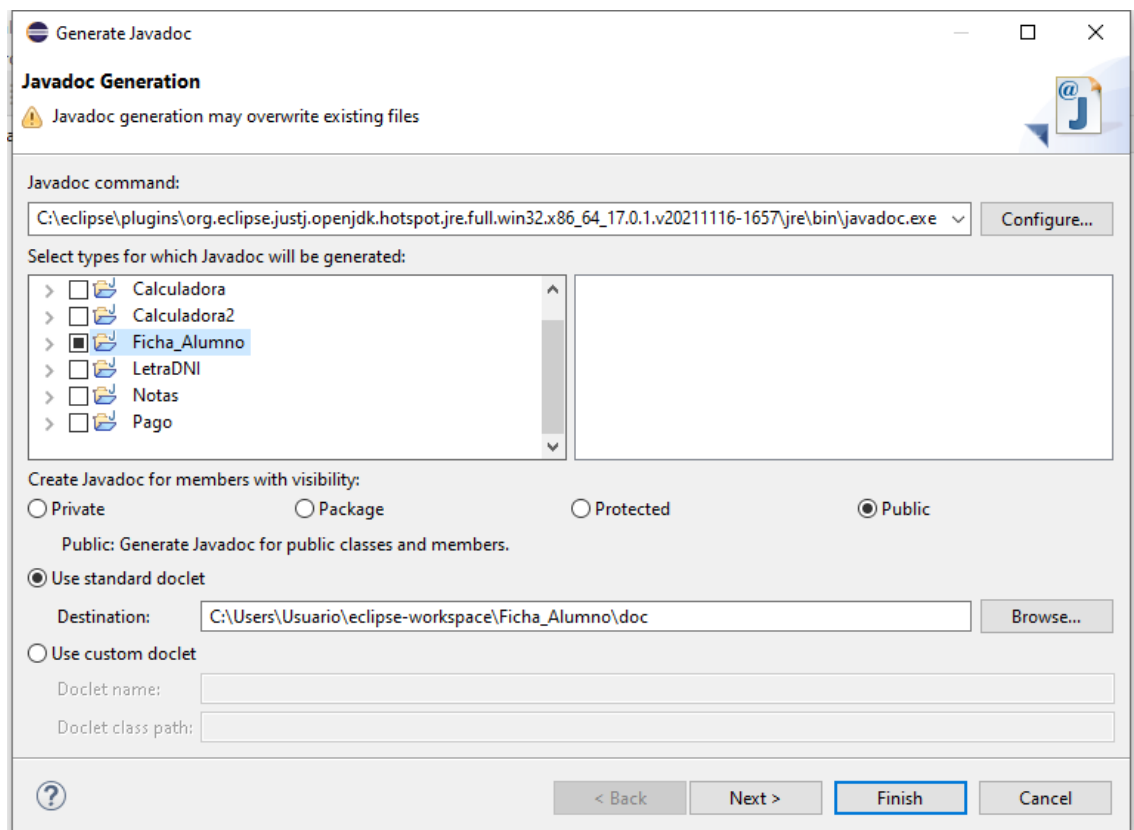 Generate Javadoc
Javadoc Generation
Javadoc generation may overwrite existing files
@J
Javadoc command:
C:\eclipse\plugins\org.eclipse.justj.openjdk.hotspot.jre.full.win32.x86_64_17.0.1.v20211116-1657\jre\bin\javadoc.exe Configure...
Select types for which Javadoc will be generated:
Calculadora
Calculadora2
Ficha_Alumno
LetraDNI
Notas
Pago
Create Javadoc for members with visibility:
Private Package Protected Public
Public: Generate Javadoc for public classes and members.
Use standard doclet
Destination: C:\Users\Usuario\eclipse-workspace\Ficha_Alumno\doc Browse...
Use custom doclet
Doclet name:
Doclet class path:
? < Back Next > Finish Cancel